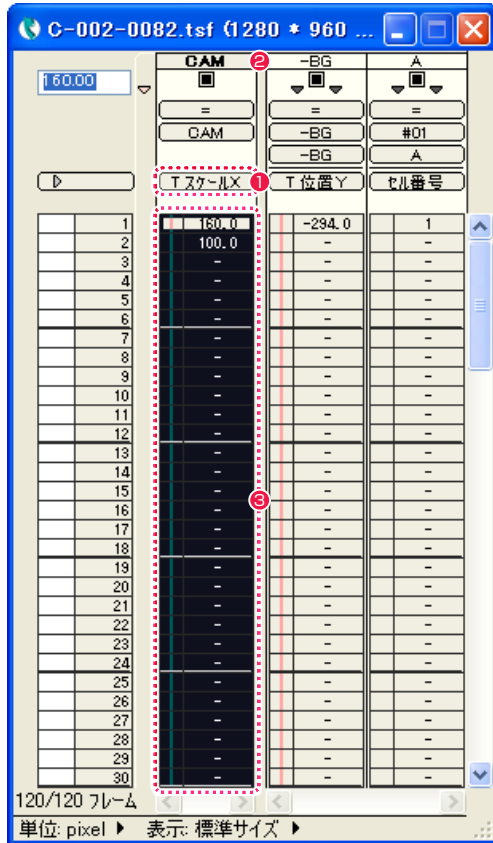 C-002-0082.tsf (1280 * 960 ...
CAM ❷ -BG A
160.00
= = =
CAM -BG #01
-BG A
T スケールX ❶ T 位置Y セル番号
1 160.0 -294.0 1
2 100.0 - -
3 - - -
4 - - -
5 - - -
6 - - -
7 - - -
8 - - -
9 - - -
10 - - -
11 - - -
12 - - -
13 - - -
14 - - -
15 - - -
16 - ❸ - -
17 - - -
18 - - -
19 - - -
20 - - -
21 - - -
22 - - -
23 - - -
24 - - -
25 - - -
26 - - -
27 - - -
28 - - -
29 - - -
30 - - -
120/120 フレーム
単位: pixel 表示: 標準サイズ